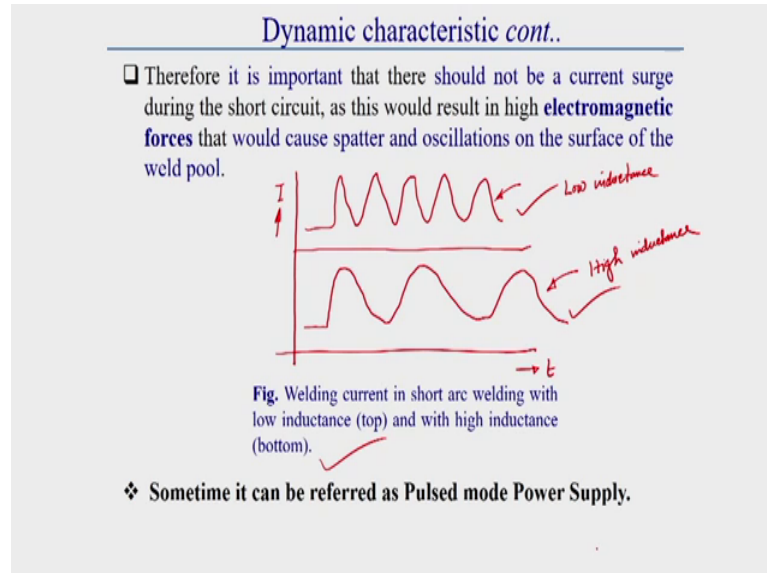 Dynamic characteristic cont..
❑ Therefore it is important that there should not be a current surge
during the short circuit, as this would result in high electromagnetic
forces that would cause spatter and oscillations on the surface of the
weld pool.
Low inductance
I
High inductance
t
Fig. Welding current in short arc welding with
low inductance (top) and with high inductance
(bottom).
❖ Sometime it can be referred as Pulsed mode Power Supply.